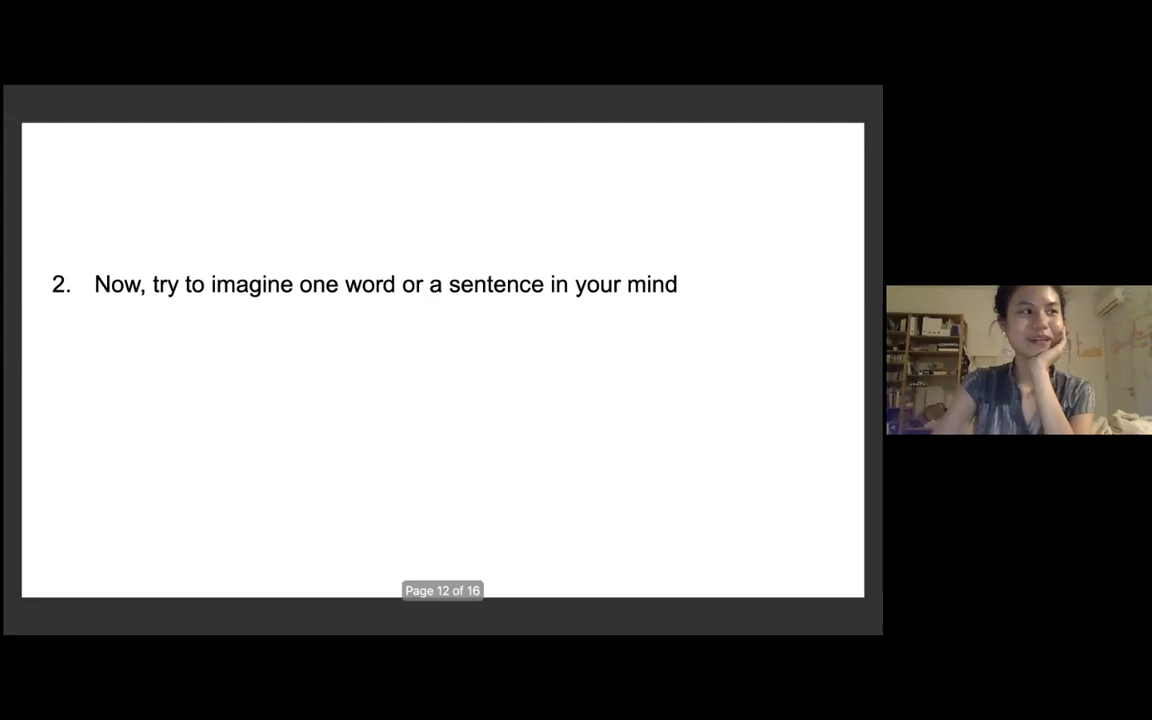 2. Now, try to imagine one word or a sentence in your mind
Page 12 of 16